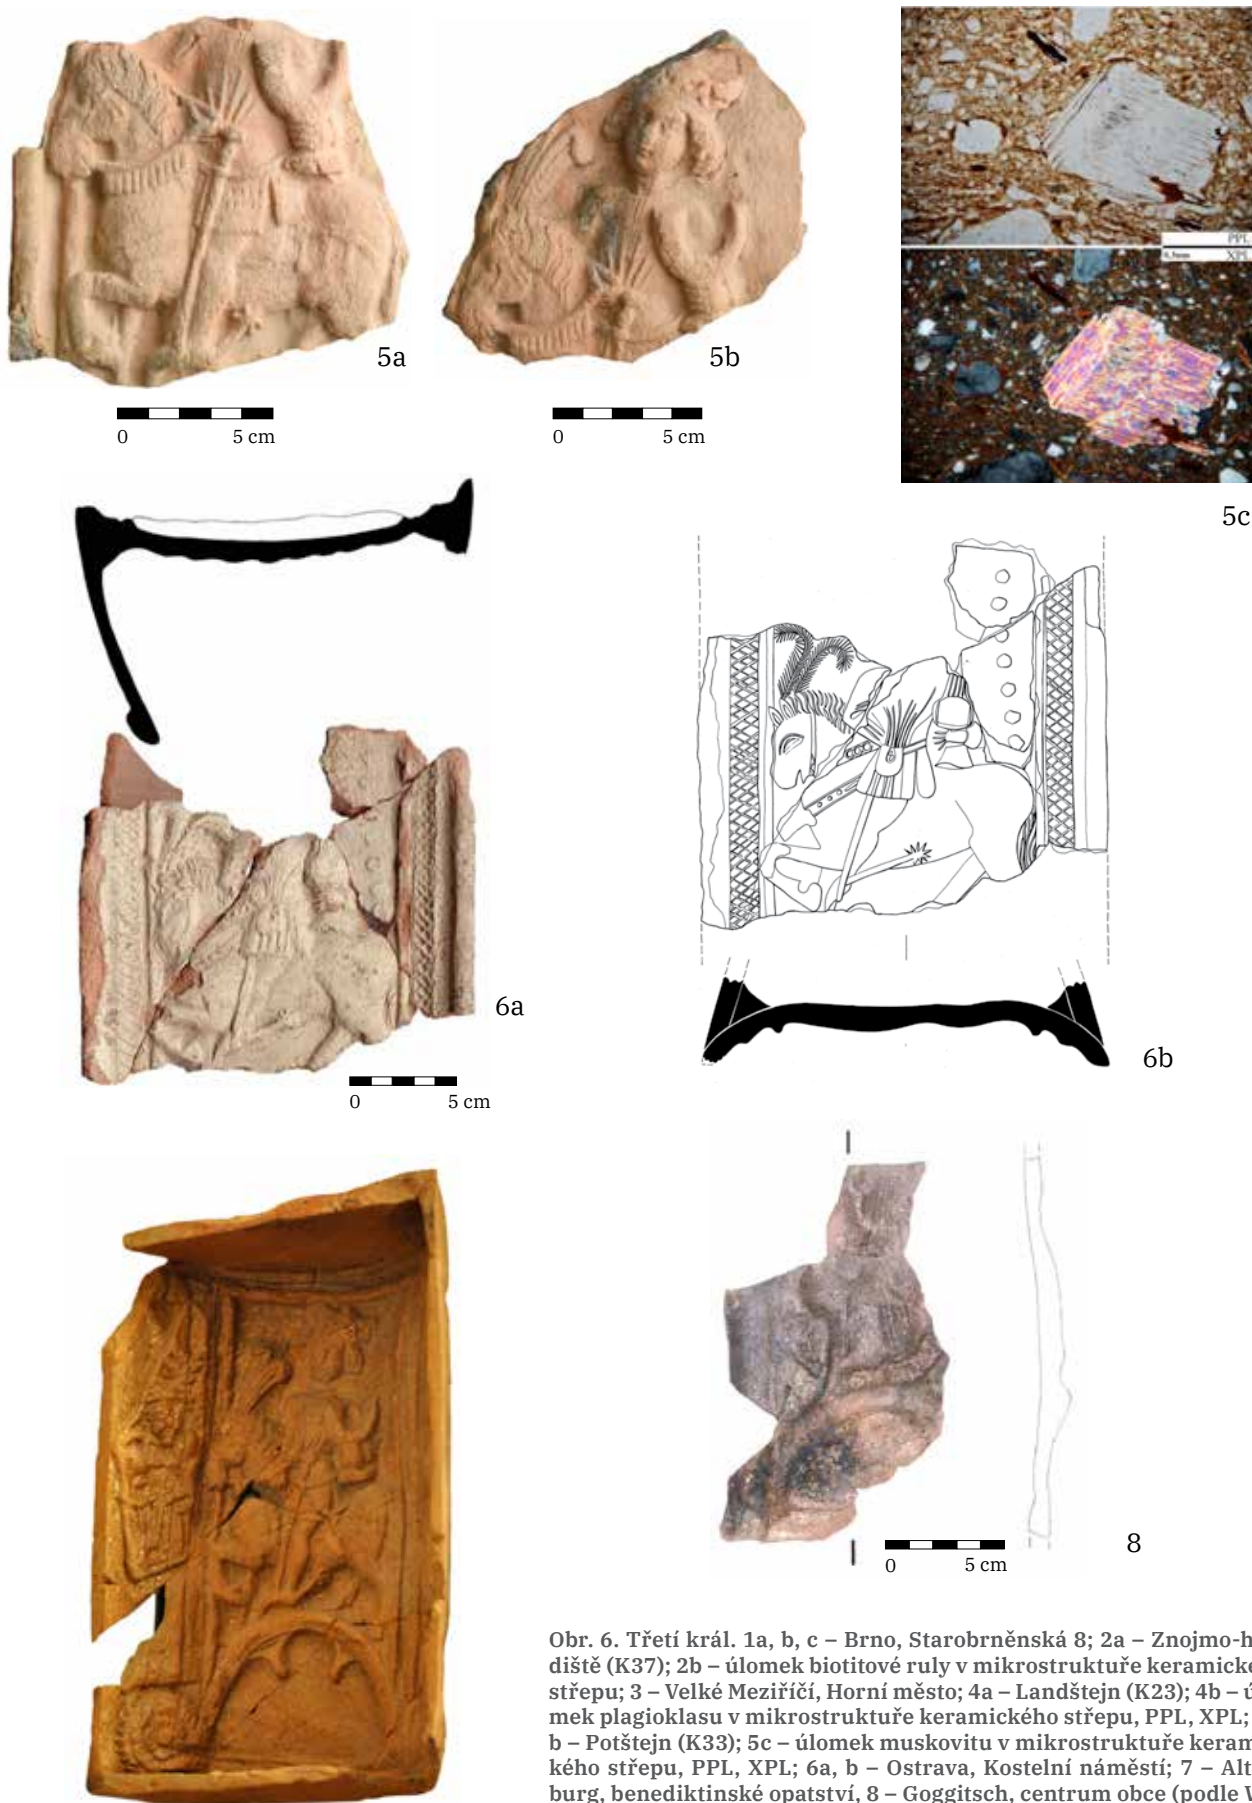 5a
5b
PPL
XPL
0 5 cm
0 5 cm
5c
6a
0 5 cm
6b
8
0 5 cm
Obr. 6. Třetí král. 1a, b, c – Brno, Starobrněnská 8; 2a – Znojmo-h
diště (K37); 2b – úlomek biotitové ruly v mikrostruktuře keramické
střepu; 3 – Velké Meziříčí, Horní město; 4a – Landštejn (K23); 4b – ú
mek plagioklasu v mikrostruktuře keramického střepu, PPL, XPL;
b – Potštejn (K33); 5c – úlomek muskovitu v mikrostruktuře keram
kého střepu, PPL, XPL; 6a, b – Ostrava, Kostelní náměstí; 7 – Alt
burg, benediktinské opatství, 8 – Goggitsch, centrum obce (podle W